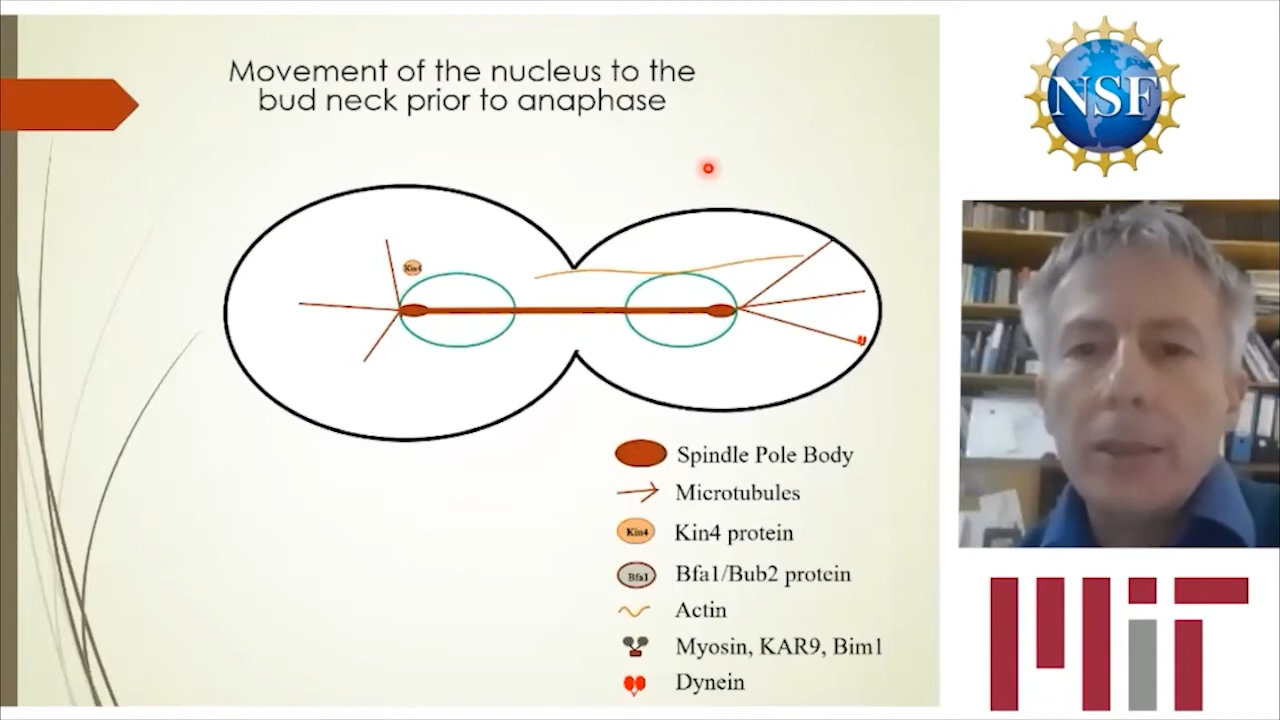 Movement of the nucleus to the
bud neck prior to anaphase
NSF
Kin4
Spindle Pole Body
Microtubules
Kin4
Kin4 protein
Bfa1
Bfa1/Bub2 protein
Actin
Myosin, KAR9, Bim1
Dynein
MiT